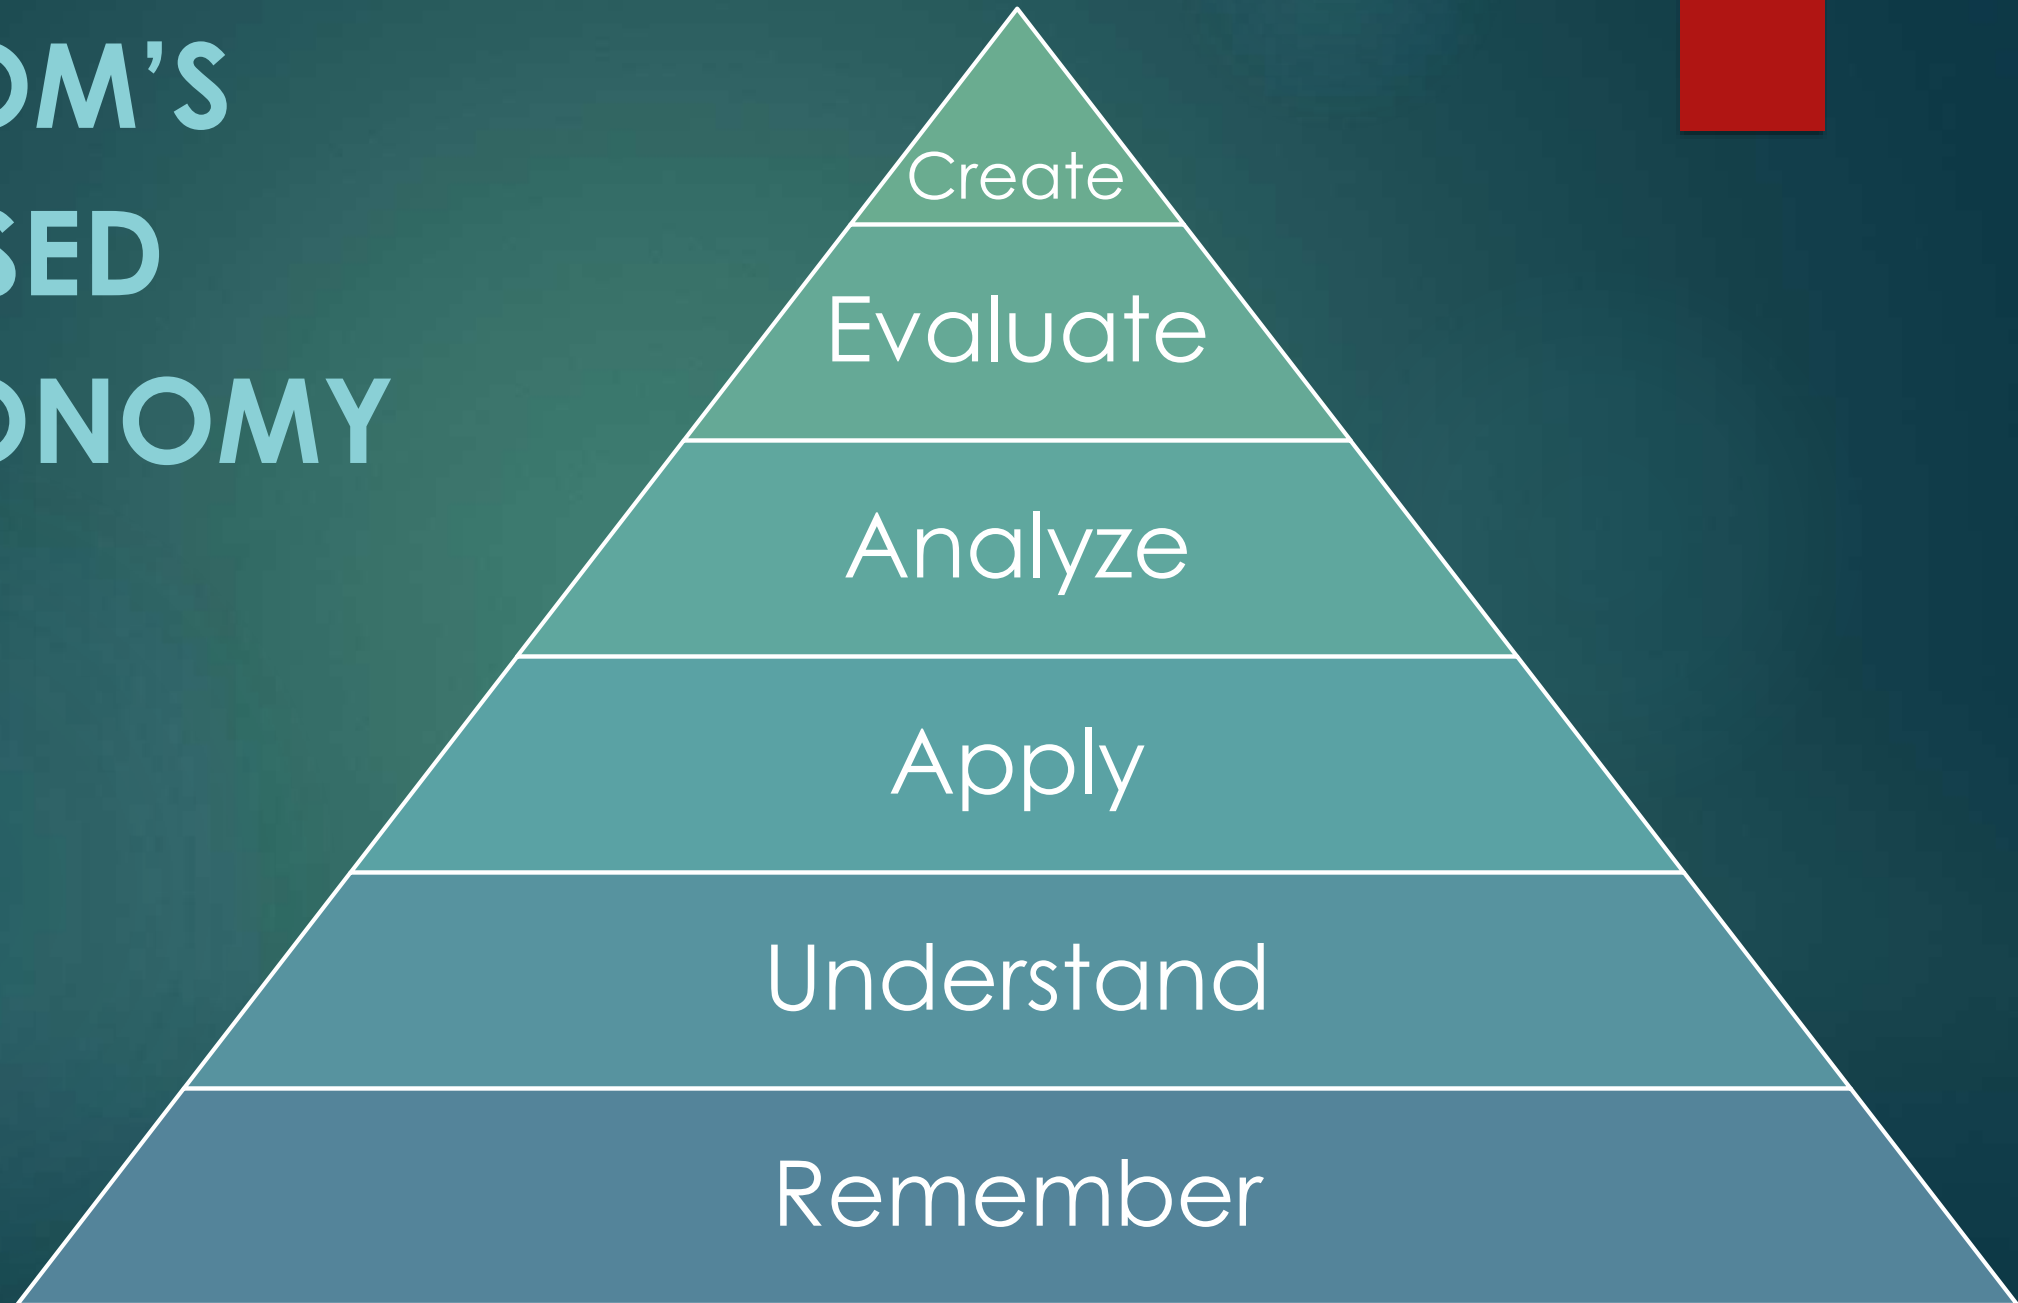 OM'S
SED
ONOMY
Create
Evaluate
Analyze
Apply
Understand
Remember